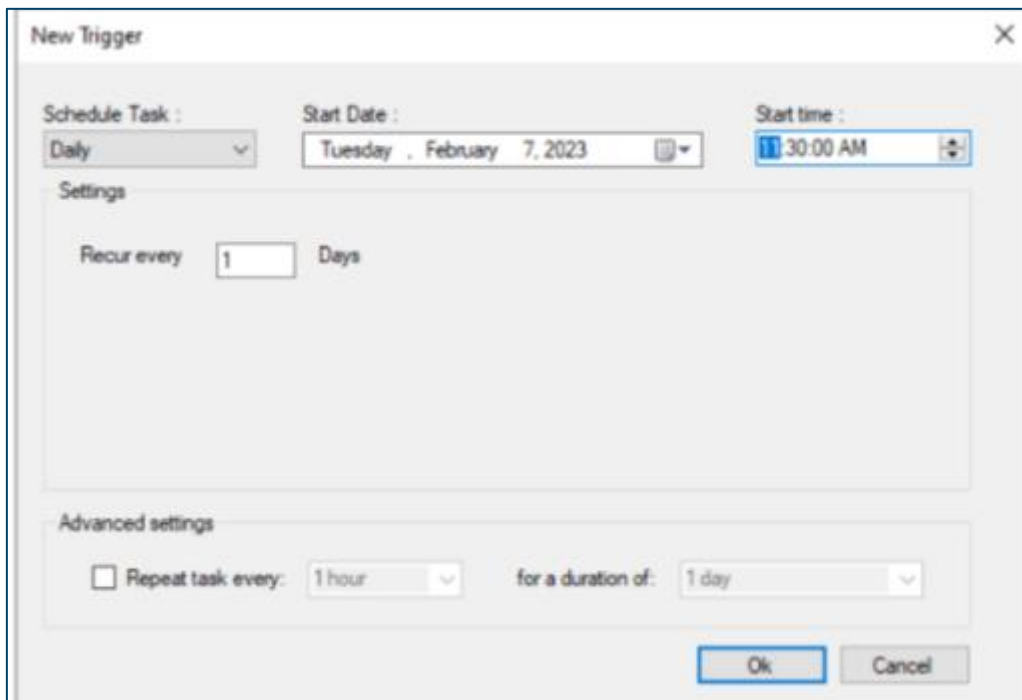 New Trigger
Schedule Task : Start Date : Start time :
Daily Tuesday , February 7, 2023 11:30:00 AM
Settings
Recur every 1 Days
Advanced settings
Repeat task every: 1 hour for a duration of: 1 day
Ok Cancel